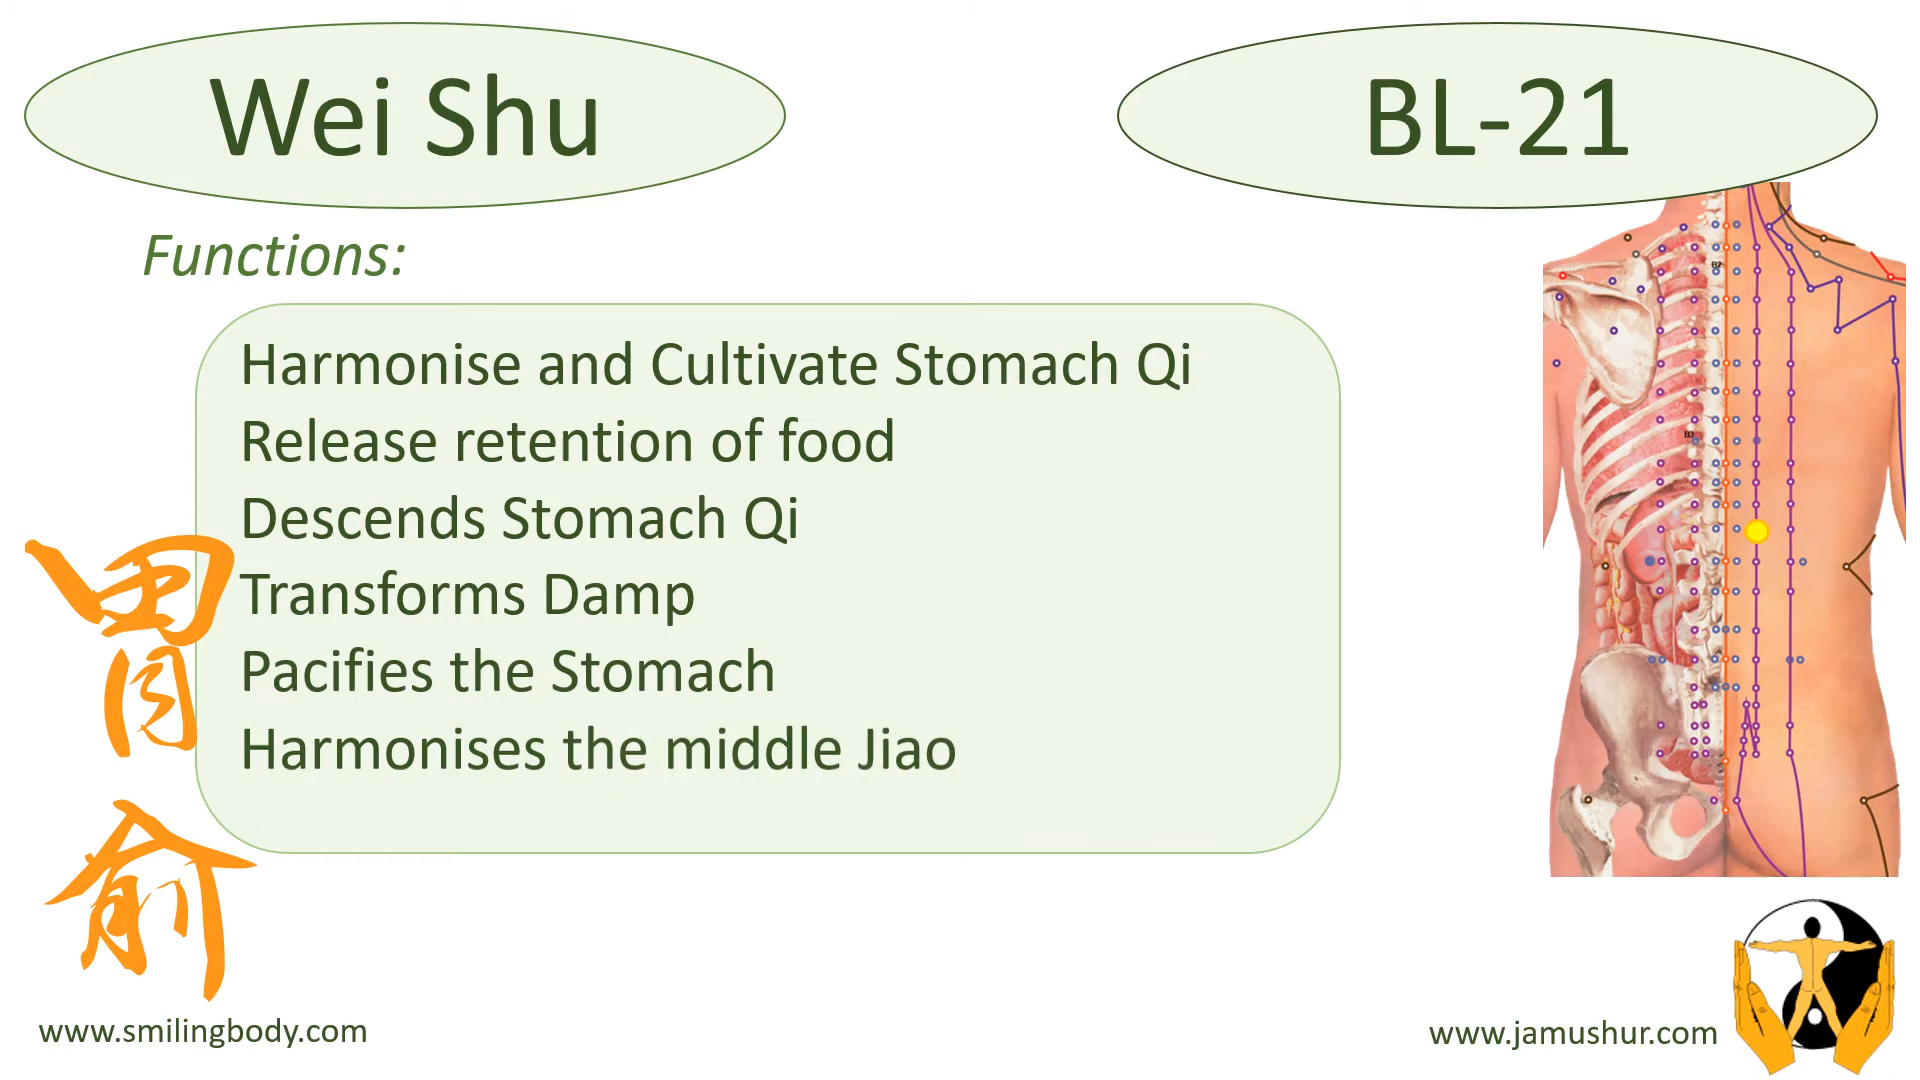 Wei Shu
BL-21
Functions:
Harmonise and Cultivate Stomach Qi
Release retention of food
Descends Stomach Qi
Transforms Damp
Pacifies the Stomach
Harmonises the middle Jiao
胃
俞
B3
www.smilingbody.com
www.jamushur.com